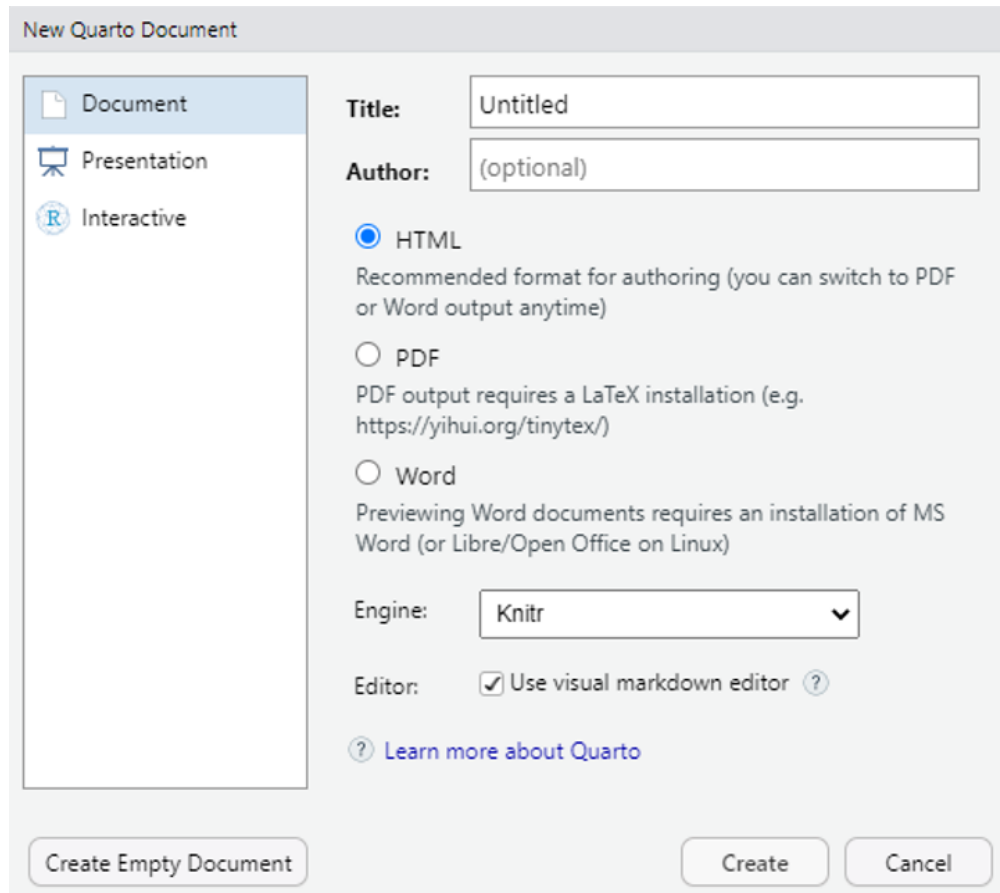 New Quarto Document
Document
Presentation
Interactive
Title:
Untitled
Author:
(optional)
HTML
Recommended format for authoring (you can switch to PDF
or Word output anytime)
PDF
PDF output requires a LaTeX installation (e.g.
https://yihui.org/tinytex/)
Word
Previewing Word documents requires an installation of MS
Word (or Libre/Open Office on Linux)
Engine:
Knitr
Editor:
Use visual markdown editor ?
? Learn more about Quarto
Create Empty Document
Create
Cancel